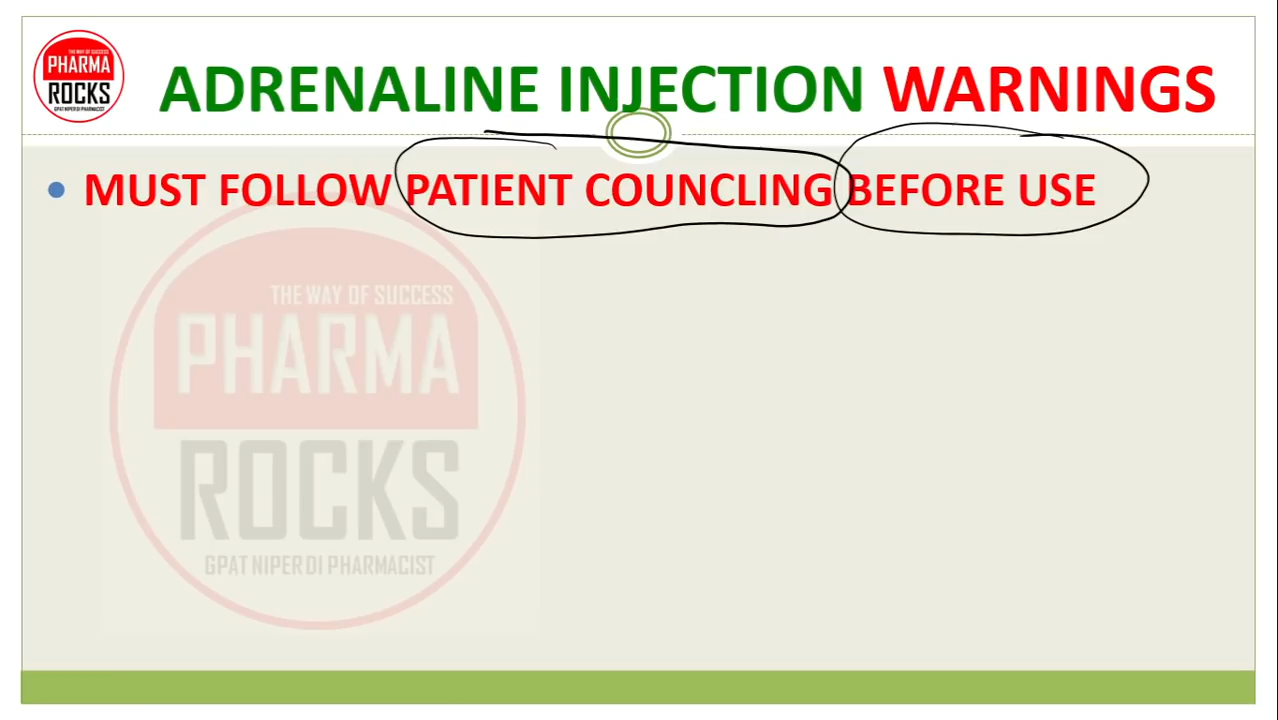 THE WAY OF SUCCESS
PHARMA
ROCKS
GPAT NIPER DI PHARMACIST
ADRENALINE INJECTION WARNINGS
• MUST FOLLOW PATIENT COUNCLING BEFORE USE
THE WAY OF SUCCESS
PHARMA
ROCKS
GPAT NIPER DI PHARMACIST